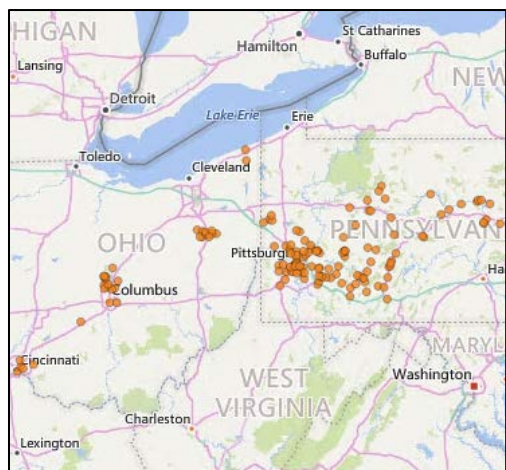 HIGAN
St Catharines
Hamilton
Buffalo
Lansing
NEW
Detroit
Lake Erie
Erie
Toledo
Cleveland
OHIO
PENNSYLVAN
Pittsburg
Ha
Columbus
MARYL
Cincinnati
Washington
WEST
VIRGINIA
Charleston
Lexington